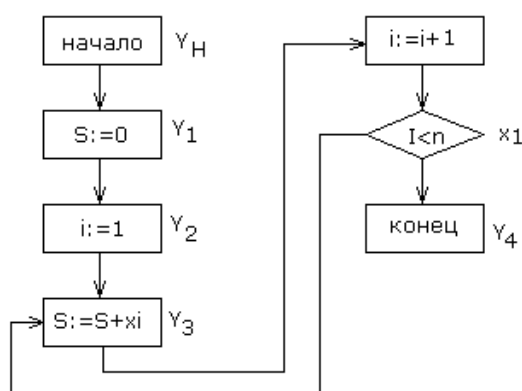 начало Y_H
S:=0 Y_1
i:=1 Y_2
S:=S+xi Y_3
i:=i+1
I<n x_1
конец Y_4